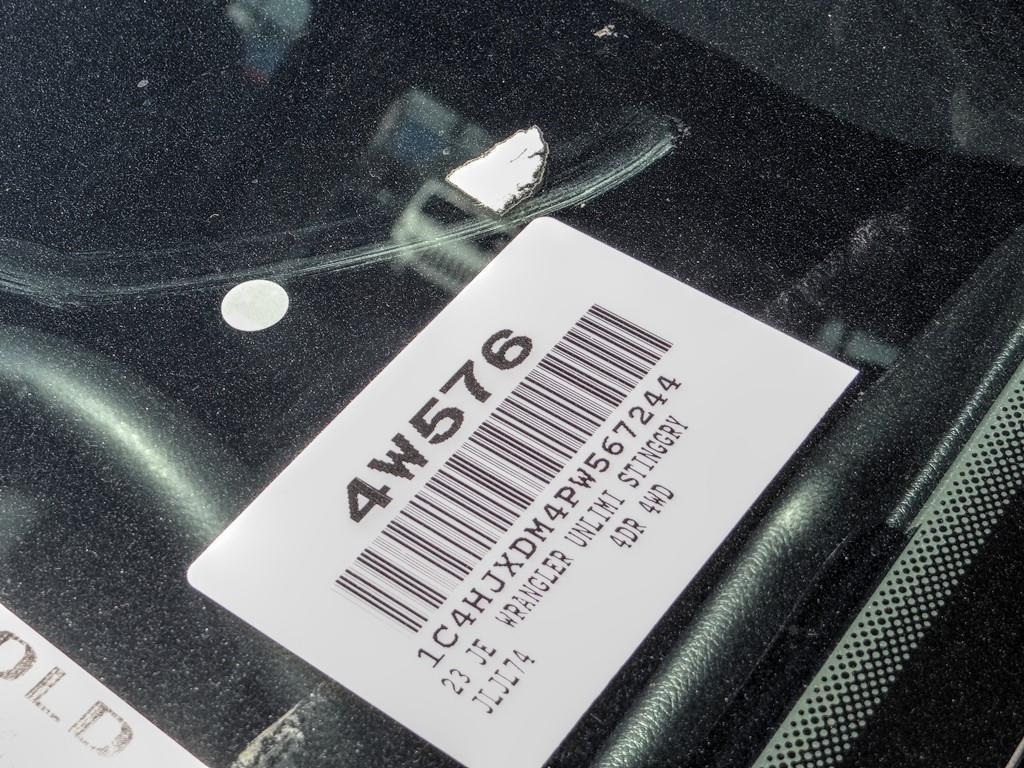 4W576
1C4HJXDM4PW567244
23 JE WRANGLER UNLIMI STINGGRY
JLJL74 4DR 4WD
OLD